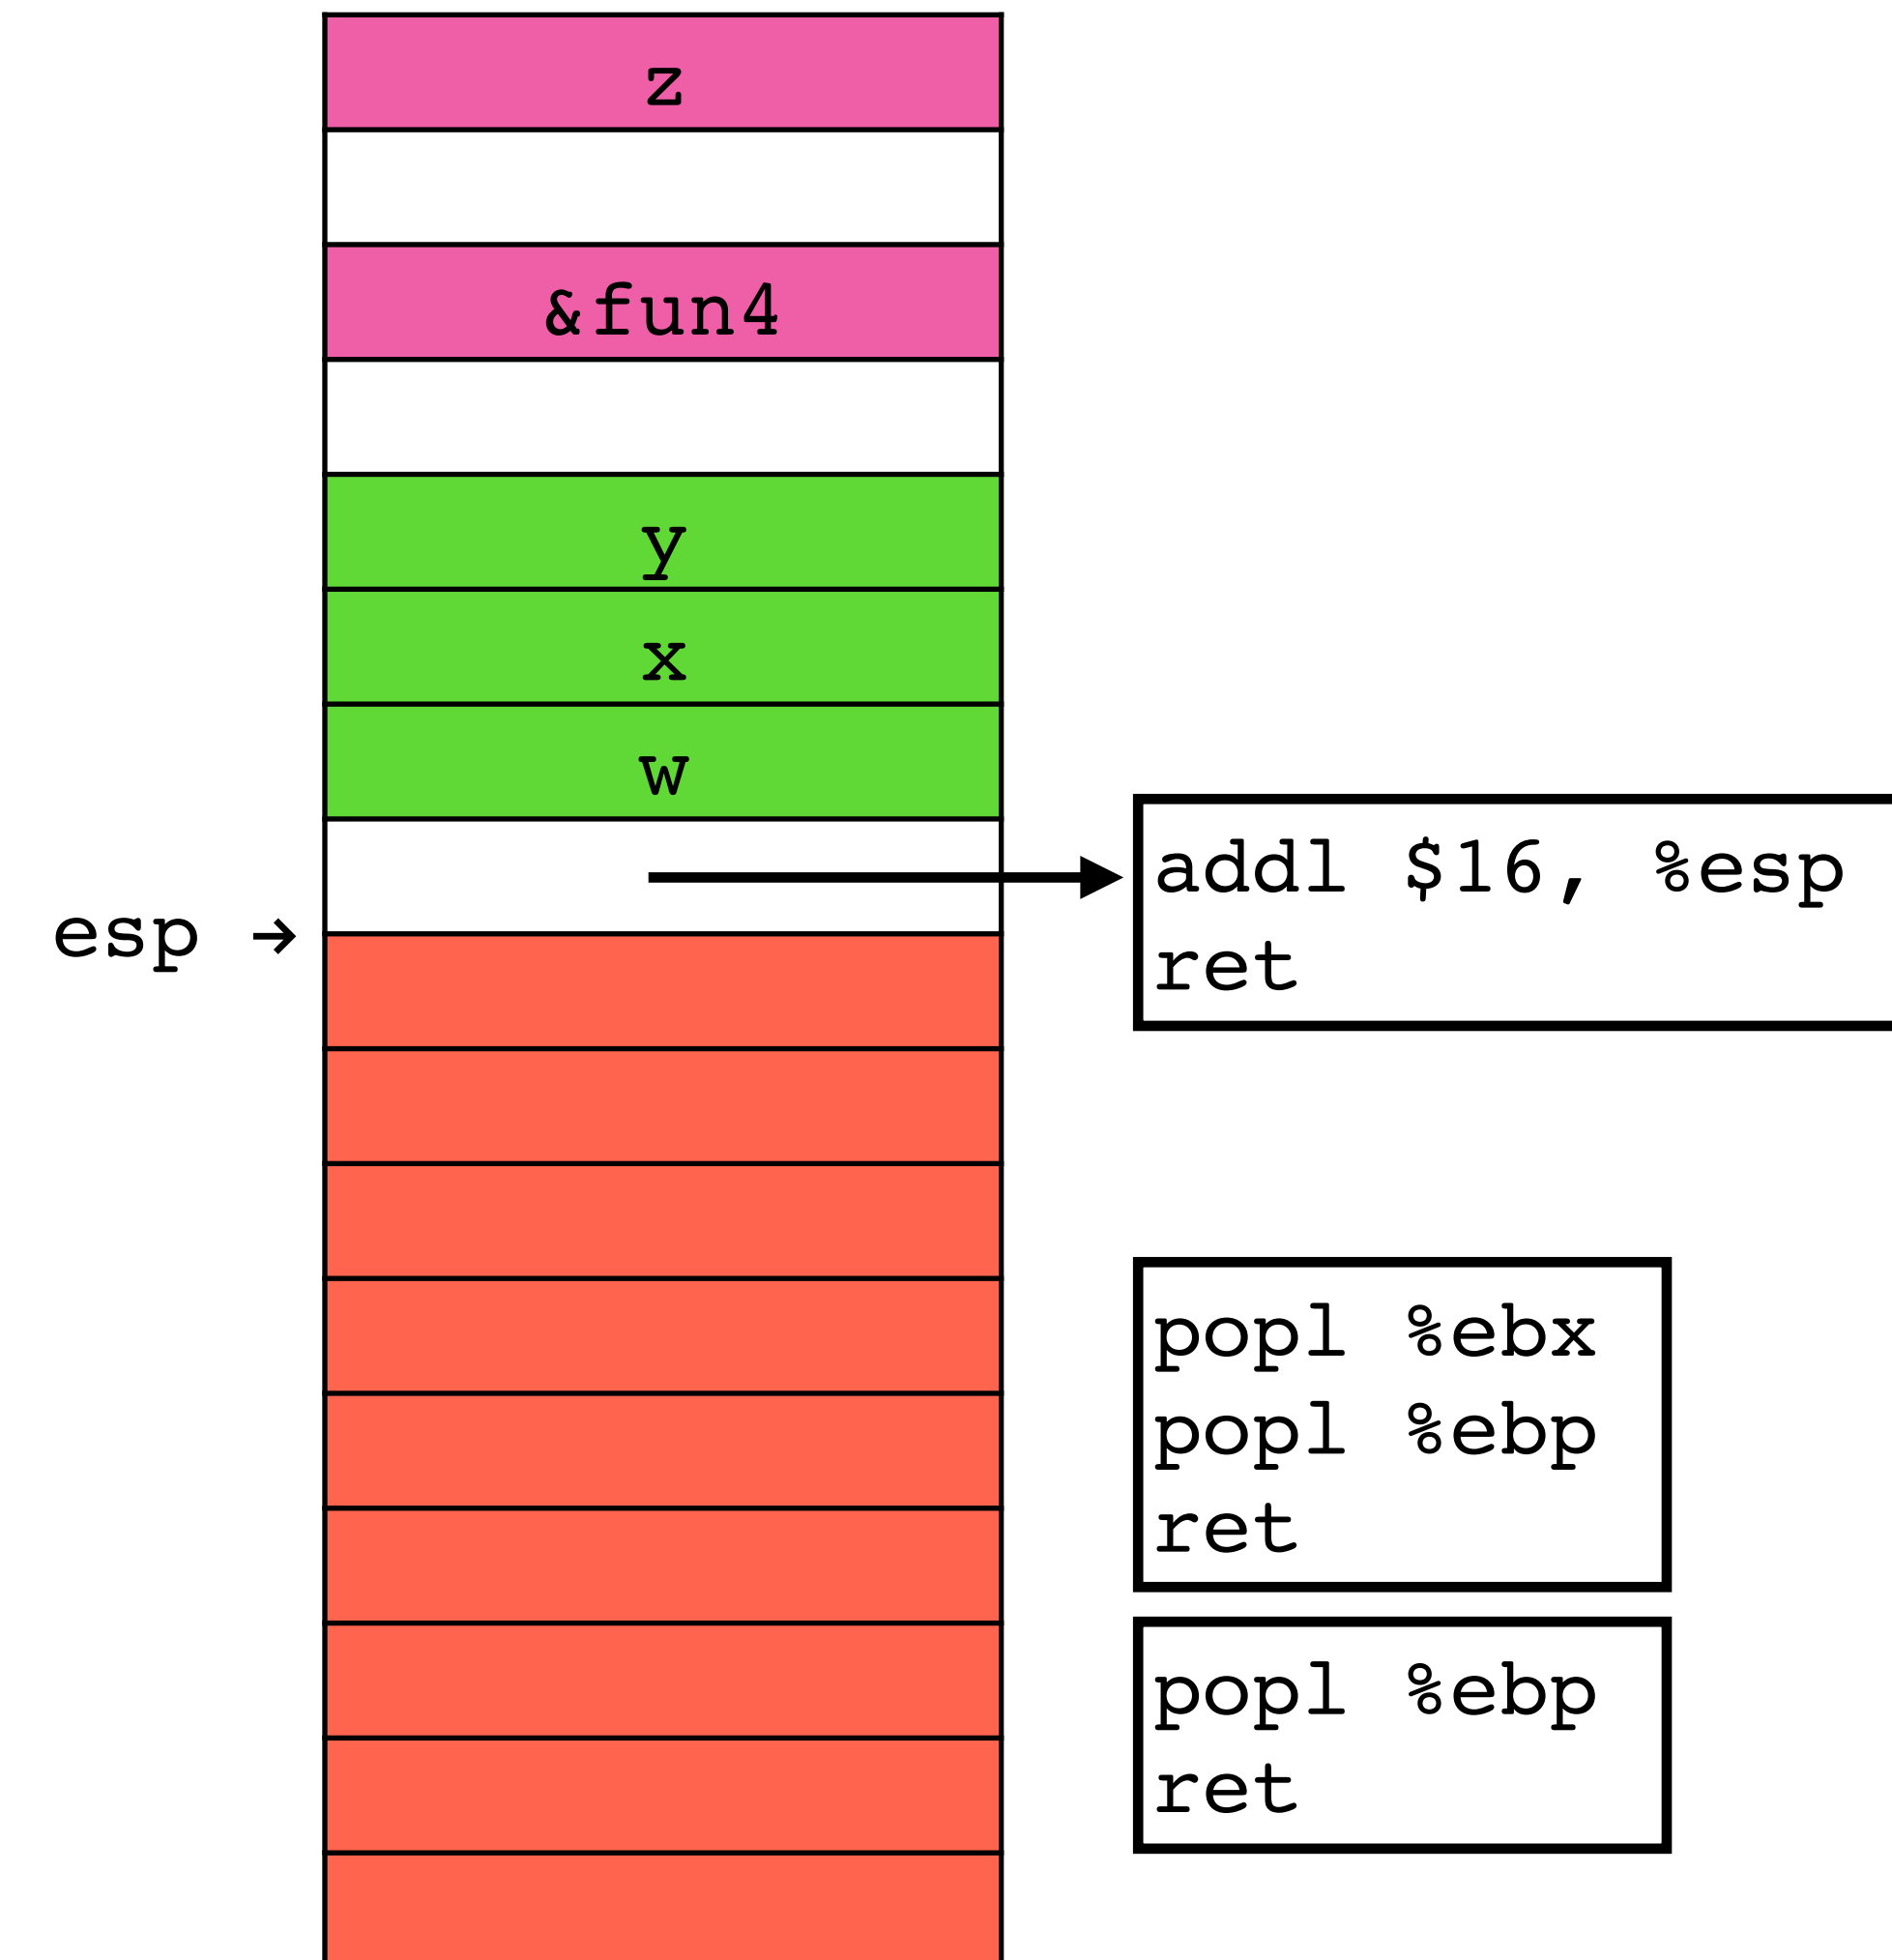 z
&fun4
y
x
w
esp →
addl $16, %esp
ret
popl %ebx
popl %ebp
ret
popl %ebp
ret